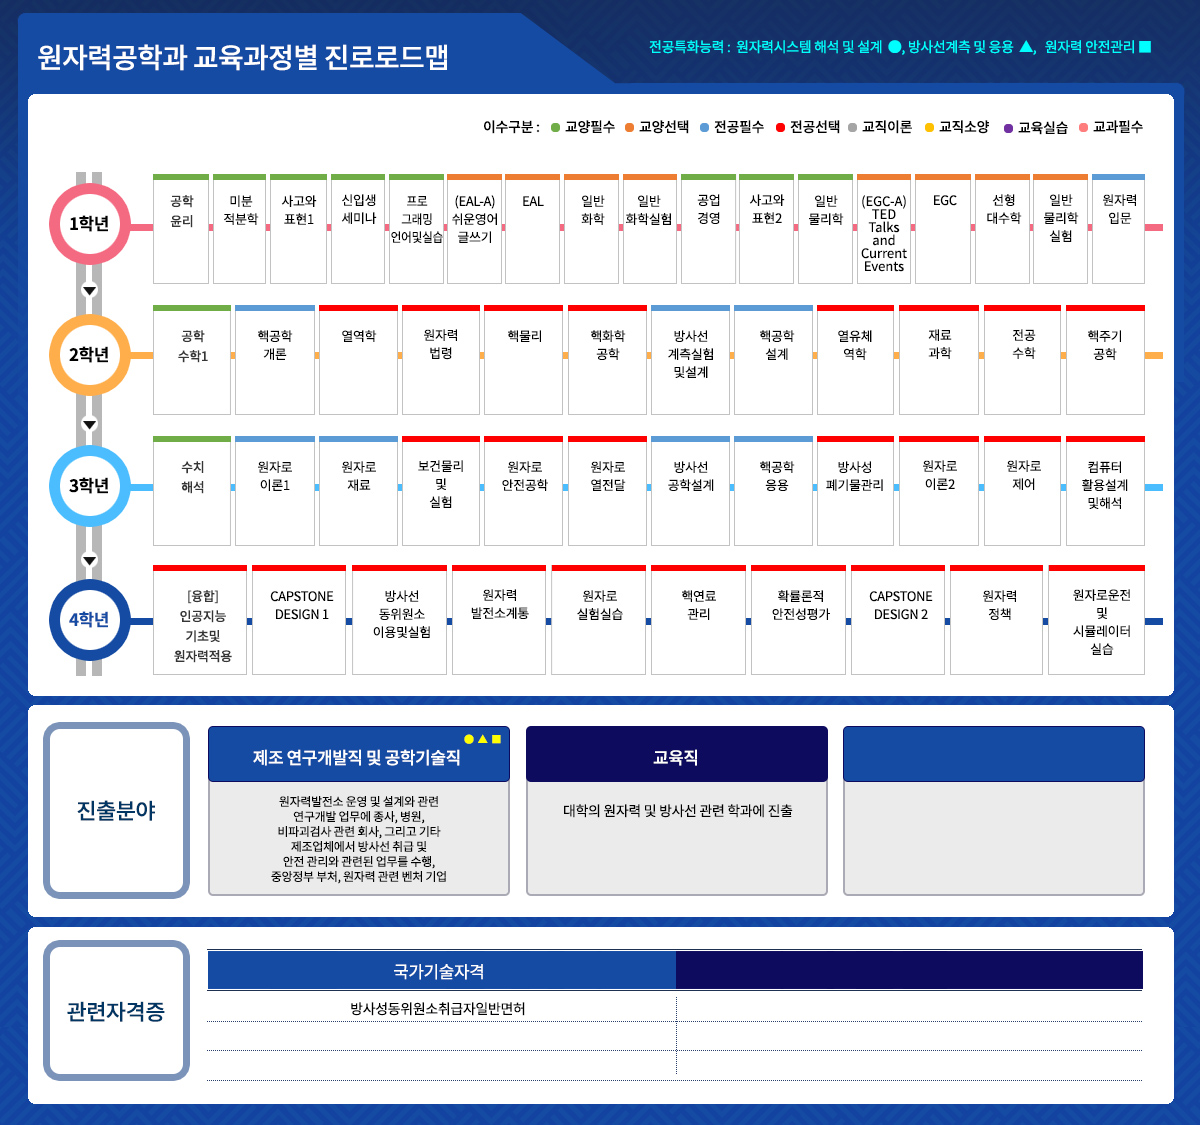 원자력공학과 교육과정별 진로로드맵
전공특화능력 : 원자력시스템 해석 및 설계 ●, 방사선계측 및 응용 ▲, 원자력 안전관리 ■
이수구분 : 교양필수 교양선택 전공필수 전공선택 교직이론 교직소양 교육실습 교과필수
1학년
공학
윤리
미분
적분학
사고와
표현1
신입생
세미나
프로
그래밍
언어및실습
(EAL-A)
쉬운영어
글쓰기
EAL
일반
화학
일반
화학실험
공업
경영
사고와
표현2
일반
물리학
(EGC-A)
TED
Talks
and
Current
Events
EGC
선형
대수학
일반
물리학
실험
원자력
입문
2학년
공학
수학1
핵공학
개론
열역학
원자력
법령
핵물리
핵화학
공학
방사선
계측실험
및설계
핵공학
설계
열유체
역학
재료
과학
전공
수학
핵주기
공학
3학년
수치
해석
원자로
이론1
원자로
재료
보건물리
및
실험
원자로
안전공학
원자로
열전달
방사선
공학설계
핵공학
응용
방사성
폐기물관리
원자로
이론2
원자로
제어
컴퓨터
활용설계
및해석
4학년
[융합]
인공지능
기초및
원자력적용
CAPSTONE
DESIGN 1
방사선
동위원소
이용및실험
원자력
발전소계통
원자로
실험실습
핵연료
관리
확률론적
안전성평가
CAPSTONE
DESIGN 2
원자력
정책
원자로운전
및
시뮬레이터
실습
진출분야
● ▲ ■
제조 연구개발직 및 공학기술직
원자력발전소 운영 및 설계와 관련
연구개발 업무에 종사, 병원,
비파괴검사 관련 회사, 그리고 기타
제조업체에서 방사선 취급 및
안전 관리와 관련된 업무를 수행,
중앙정부 부처, 원자력 관련 벤처 기업
교육직
대학의 원자력 및 방사선 관련 학과에 진출
관련자격증
국가기술자격
방사성동위원소취급자일반면허